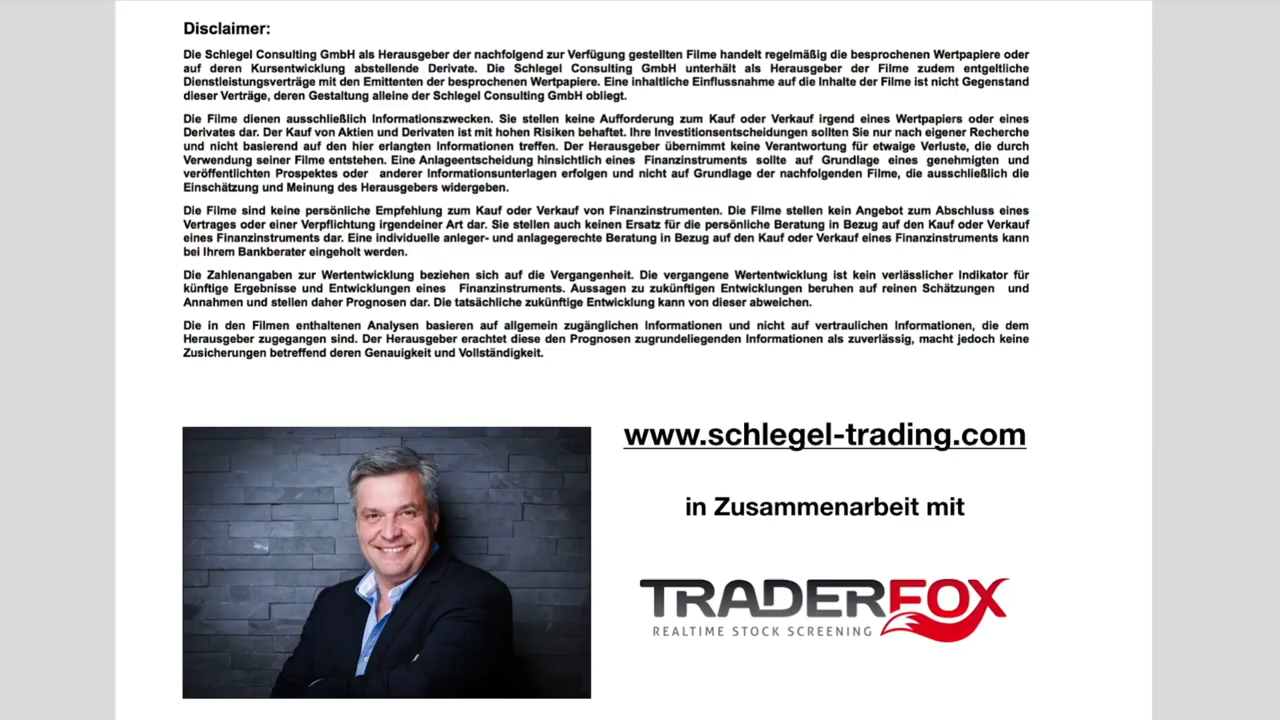 Disclaimer:
Die Schlegel Consulting GmbH als Herausgeber der nachfolgend zur Verfügung gestellten Filme handelt regelmäßig die besprochenen Wertpapiere oder
auf deren Kursentwicklung abstellende Derivate. Die Schlegel Consulting GmbH unterhält als Herausgeber der Filme zudem entgeltliche
Dienstleistungsverträge mit den Emittenten der besprochenen Wertpapiere. Eine inhaltliche Einflussnahme auf die Inhalte der Filme ist nicht Gegenstand
dieser Verträge, deren Gestaltung alleine der Schlegel Consulting GmbH obliegt.
Die Filme dienen ausschließlich Informationszwecken. Sie stellen keine Aufforderung zum Kauf oder Verkauf irgend eines Wertpapiers oder eines
Derivates dar. Der Kauf von Aktien und Derivaten ist mit hohen Risiken behaftet. Ihre Investitionsentscheidungen sollten Sie nur nach eigener Recherche
und nicht basierend auf den hier erlangten Informationen treffen. Der Herausgeber übernimmt keine Verantwortung für etwaige Verluste, die durch
Verwendung seiner Filme entstehen. Eine Anlageentscheidung hinsichtlich eines Finanzinstruments sollte auf Grundlage eines genehmigten und
veröffentlichten Prospektes oder anderer Informationsunterlagen erfolgen und nicht auf Grundlage der nachfolgenden Filme, die ausschließlich die
Einschätzung und Meinung des Herausgebers widergeben.
Die Filme sind keine persönliche Empfehlung zum Kauf oder Verkauf von Finanzinstrumenten. Die Filme stellen kein Angebot zum Abschluss eines
Vertrages oder einer Verpflichtung irgendeiner Art dar. Sie stellen auch keinen Ersatz für die persönliche Beratung in Bezug auf den Kauf oder Verkauf
eines Finanzinstruments dar. Eine individuelle anleger- und anlagegerechte Beratung in Bezug auf den Kauf oder Verkauf eines Finanzinstruments kann
bei Ihrem Bankberater eingeholt werden.
Die Zahlenangaben zur Wertentwicklung beziehen sich auf die Vergangenheit. Die vergangene Wertentwicklung ist kein verlässlicher Indikator für
künftige Ergebnisse und Entwicklungen eines Finanzinstruments. Aussagen zu zukünftigen Entwicklungen beruhen auf reinen Schätzungen und
Annahmen und stellen daher Prognosen dar. Die tatsächliche zukünftige Entwicklung kann von dieser abweichen.
Die in den Filmen enthaltenen Analysen basieren auf allgemein zugänglichen Informationen und nicht auf vertraulichen Informationen, die dem
Herausgeber zugegangen sind. Der Herausgeber erachtet diese den Prognosen zugrundeliegenden Informationen als zuverlässig, macht jedoch keine
Zusicherungen betreffend deren Genauigkeit und Vollständigkeit.
www.schlegel-trading.com
in Zusammenarbeit mit
TRADERFOX
REALTIME STOCK SCREENING